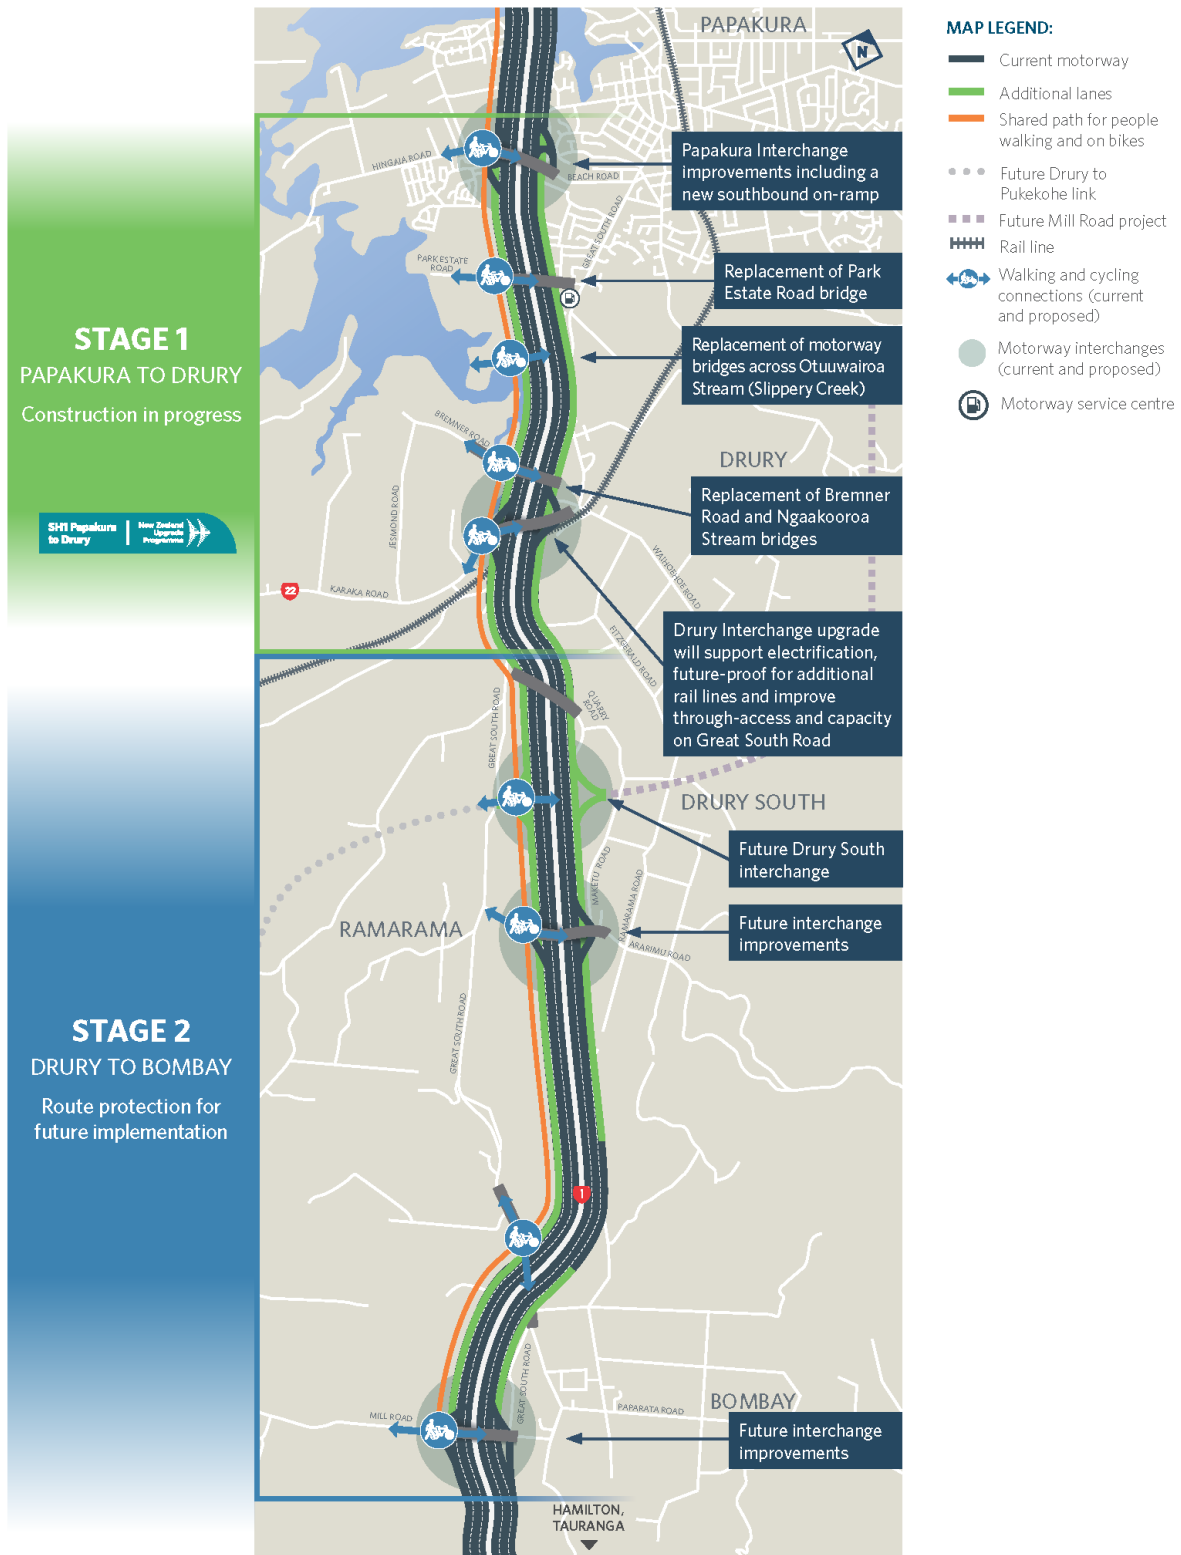 PAPAKURA
N
MAP LEGEND:
Current motorway
Additional lanes
Shared path for people
walking and on bikes
Future Drury to
Pukekohe link
Future Mill Road project
Rail line
Walking and cycling
connections (current
and proposed)
Motorway interchanges
(current and proposed)
Motorway service centre
STAGE 1
PAPAKURA TO DRURY
Construction in progress
SH1 Papakura
to Drury
New Zealand
Upgrade
Programme
HINGAIA ROAD
BEACH ROAD
GREAT SOUTH ROAD
Papakura Interchange
improvements including a
new southbound on-ramp
PARK ESTATE
ROAD
Replacement of Park
Estate Road bridge
Replacement of motorway
bridges across Otuuwairoa
Stream (Slippery Creek)
BREMNER ROAD
DRURY
JESMOND ROAD
Replacement of Bremner
Road and Ngaakooroa
Stream bridges
22
KARAKA ROAD
WAIHOEHOE ROAD
FITZGERALD ROAD
Drury Interchange upgrade
will support electrification,
future-proof for additional
rail lines and improve
through-access and capacity
on Great South Road
GREAT SOUTH ROAD
QUARRY
ROAD
DRURY SOUTH
Future Drury South
interchange
MAKETU ROAD
RAMARAMA ROAD
RAMARAMA
Future interchange
improvements
ARARIMU ROAD
GREAT SOUTH ROAD
STAGE 2
DRURY TO BOMBAY
Route protection for
future implementation
1
GREAT SOUTH ROAD
BOMBAY
PAPARATA ROAD
MILL ROAD
Future interchange
improvements
HAMILTON,
TAURANGA